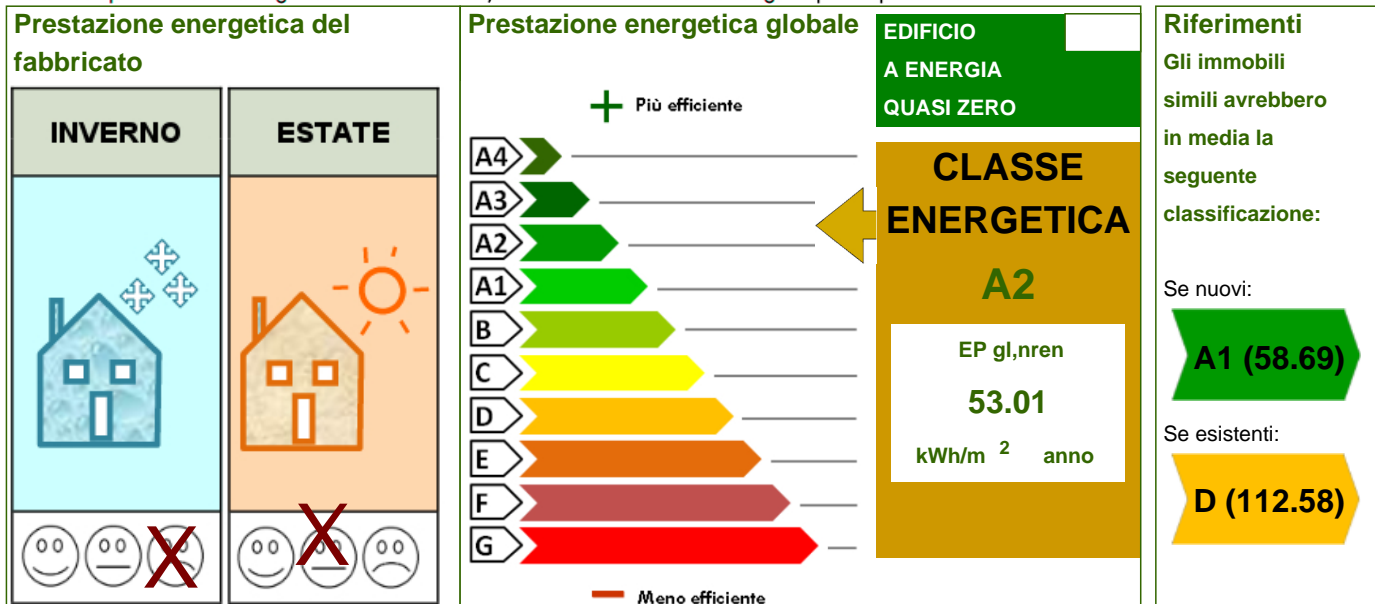 Prestazione energetica del
fabbricato
INVERNO
ESTATE
Prestazione energetica globale
Più efficiente
A4
A3
A2
A1
B
C
D
E
F
G
Meno efficiente
EDIFICIO
A ENERGIA
QUASI ZERO
CLASSE
ENERGETICA
A2
EP gl,nren
53.01
kWh/m 2 anno
Riferimenti
Gli immobili
simili avrebbero
in media la
seguente
classificazione:
Se nuovi:
A1 (58.69)
Se esistenti:
D (112.58)